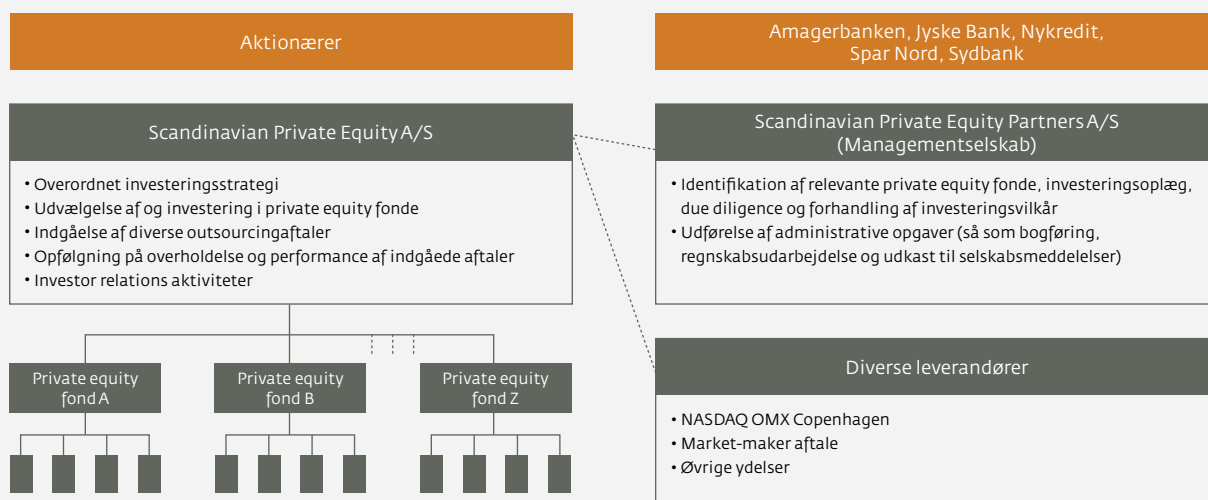 Aktionærer
Scandinavian Private Equity A/S
• Overordnet investeringsstrategi
• Udvælgelse af og investering i private equity fonde
• Indgåelse af diverse outsourcingaftaler
• Opfølgning på overholdelse og performance af indgåede aftaler
• Investor relations aktiviteter
Private equity
fond A
Private equity
fond B
Private equity
fond Z
Amagerbanken, Jyske Bank, Nykredit,
Spar Nord, Sydbank
Scandinavian Private Equity Partners A/S
(Managementselskab)
• Identifikation af relevante private equity fonde, investeringsoplæg,
due diligence og forhandling af investeringsvilkår
• Udførelse af administrative opgaver (så som bogføring,
regnskabsudarbejdelse og udkast til selskabsmeddelelser)
Diverse leverandører
• NASDAQ OMX Copenhagen
• Market-maker aftale
• Øvrige ydelser